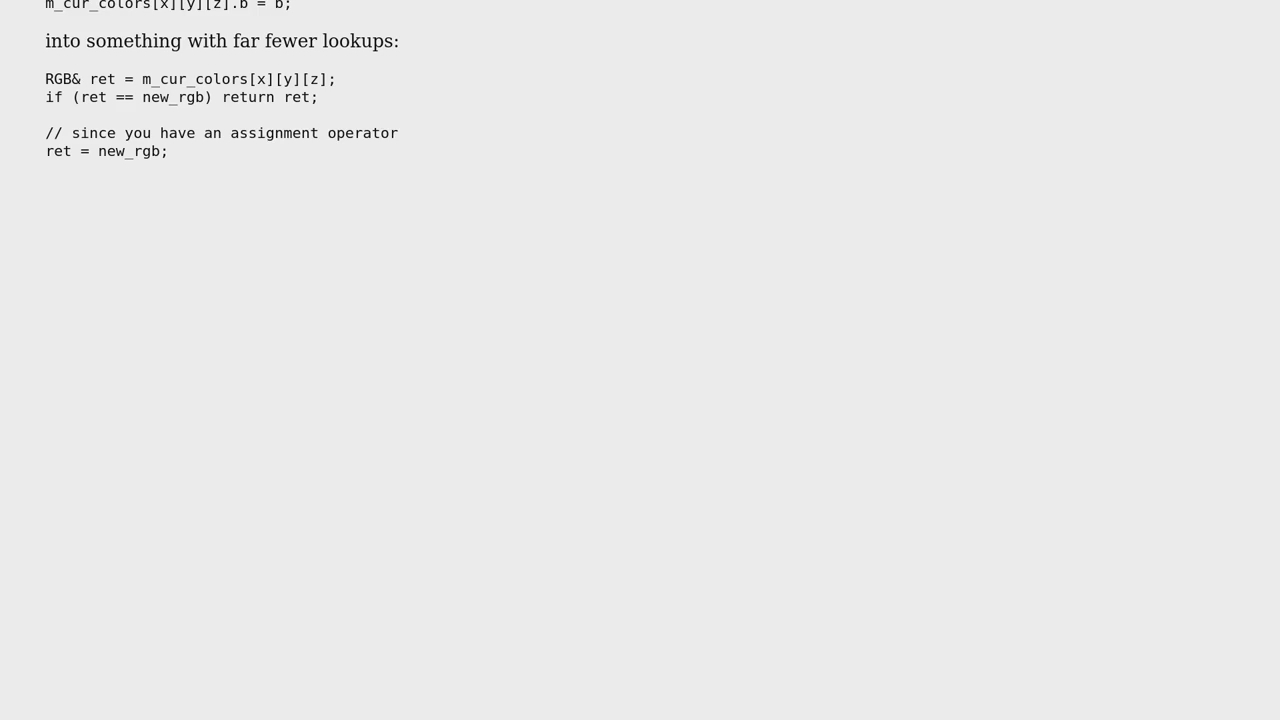 m_cur_colors[x][y][z].b = b;
into something with far fewer lookups:
RGB& ret = m_cur_colors[x][y][z];
if (ret == new_rgb) return ret;
// since you have an assignment operator
ret = new_rgb;